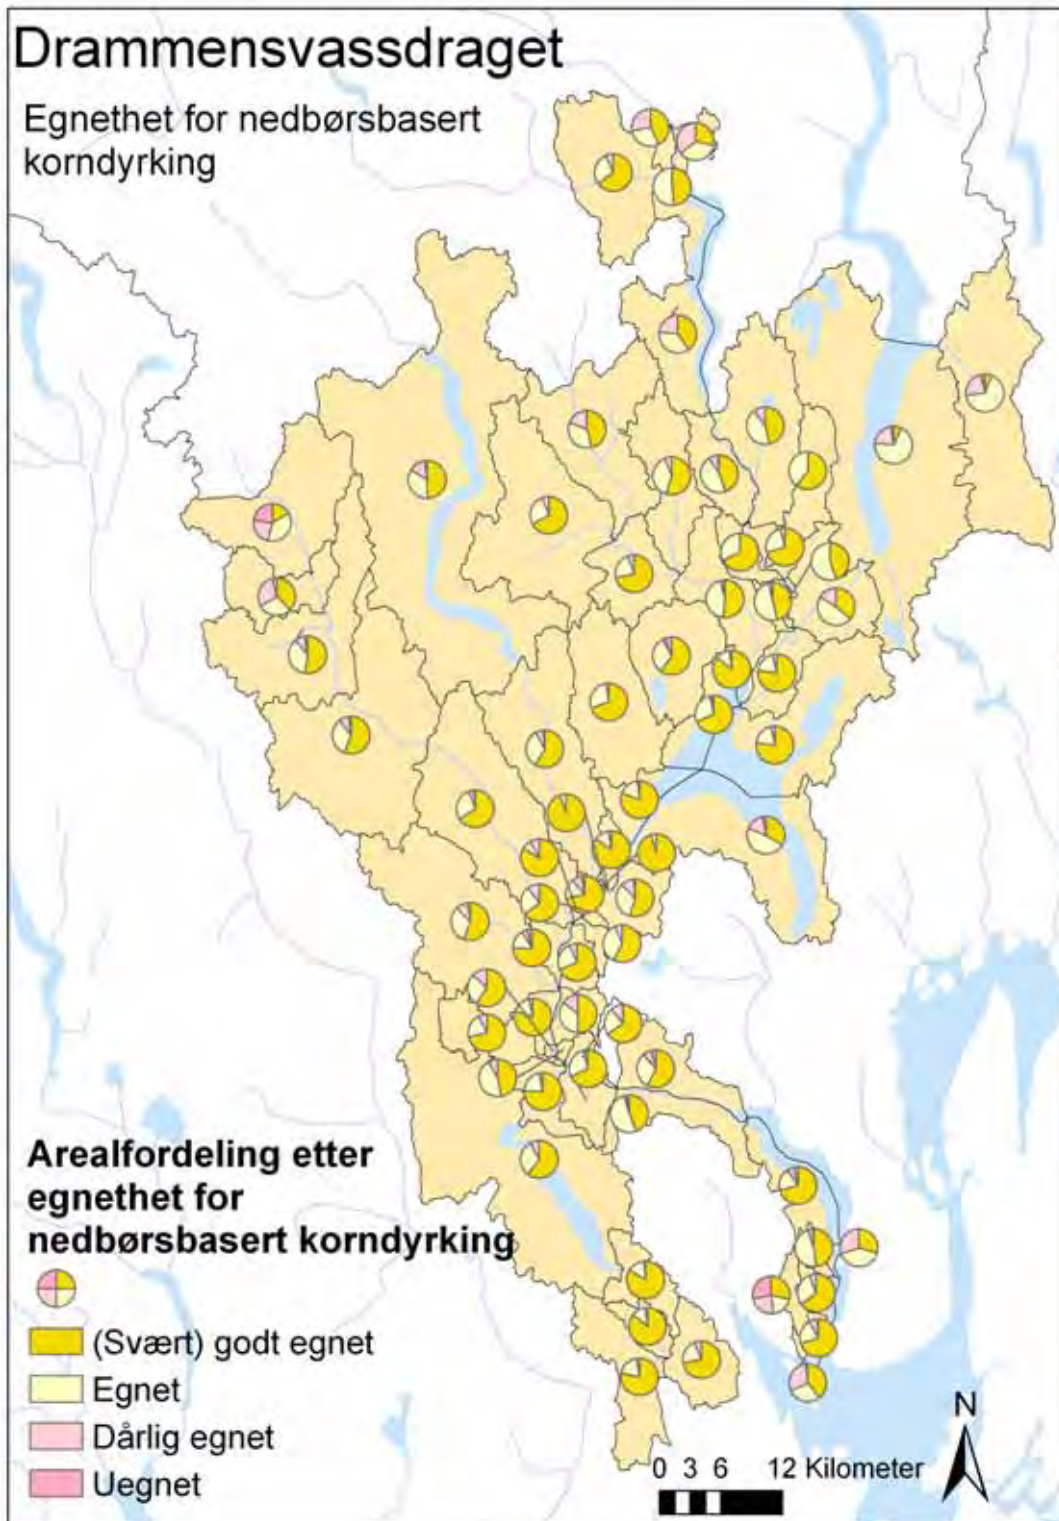 Drammensvassdraget
Egnethet for nedbørsbasert
korndyrking
Arealfordeling etter
egnethet for
nedbørsbasert korndyrking
(Svært) godt egnet
Egnet
Dårlig egnet
Uegnet
N
0 3 6 12 Kilometer